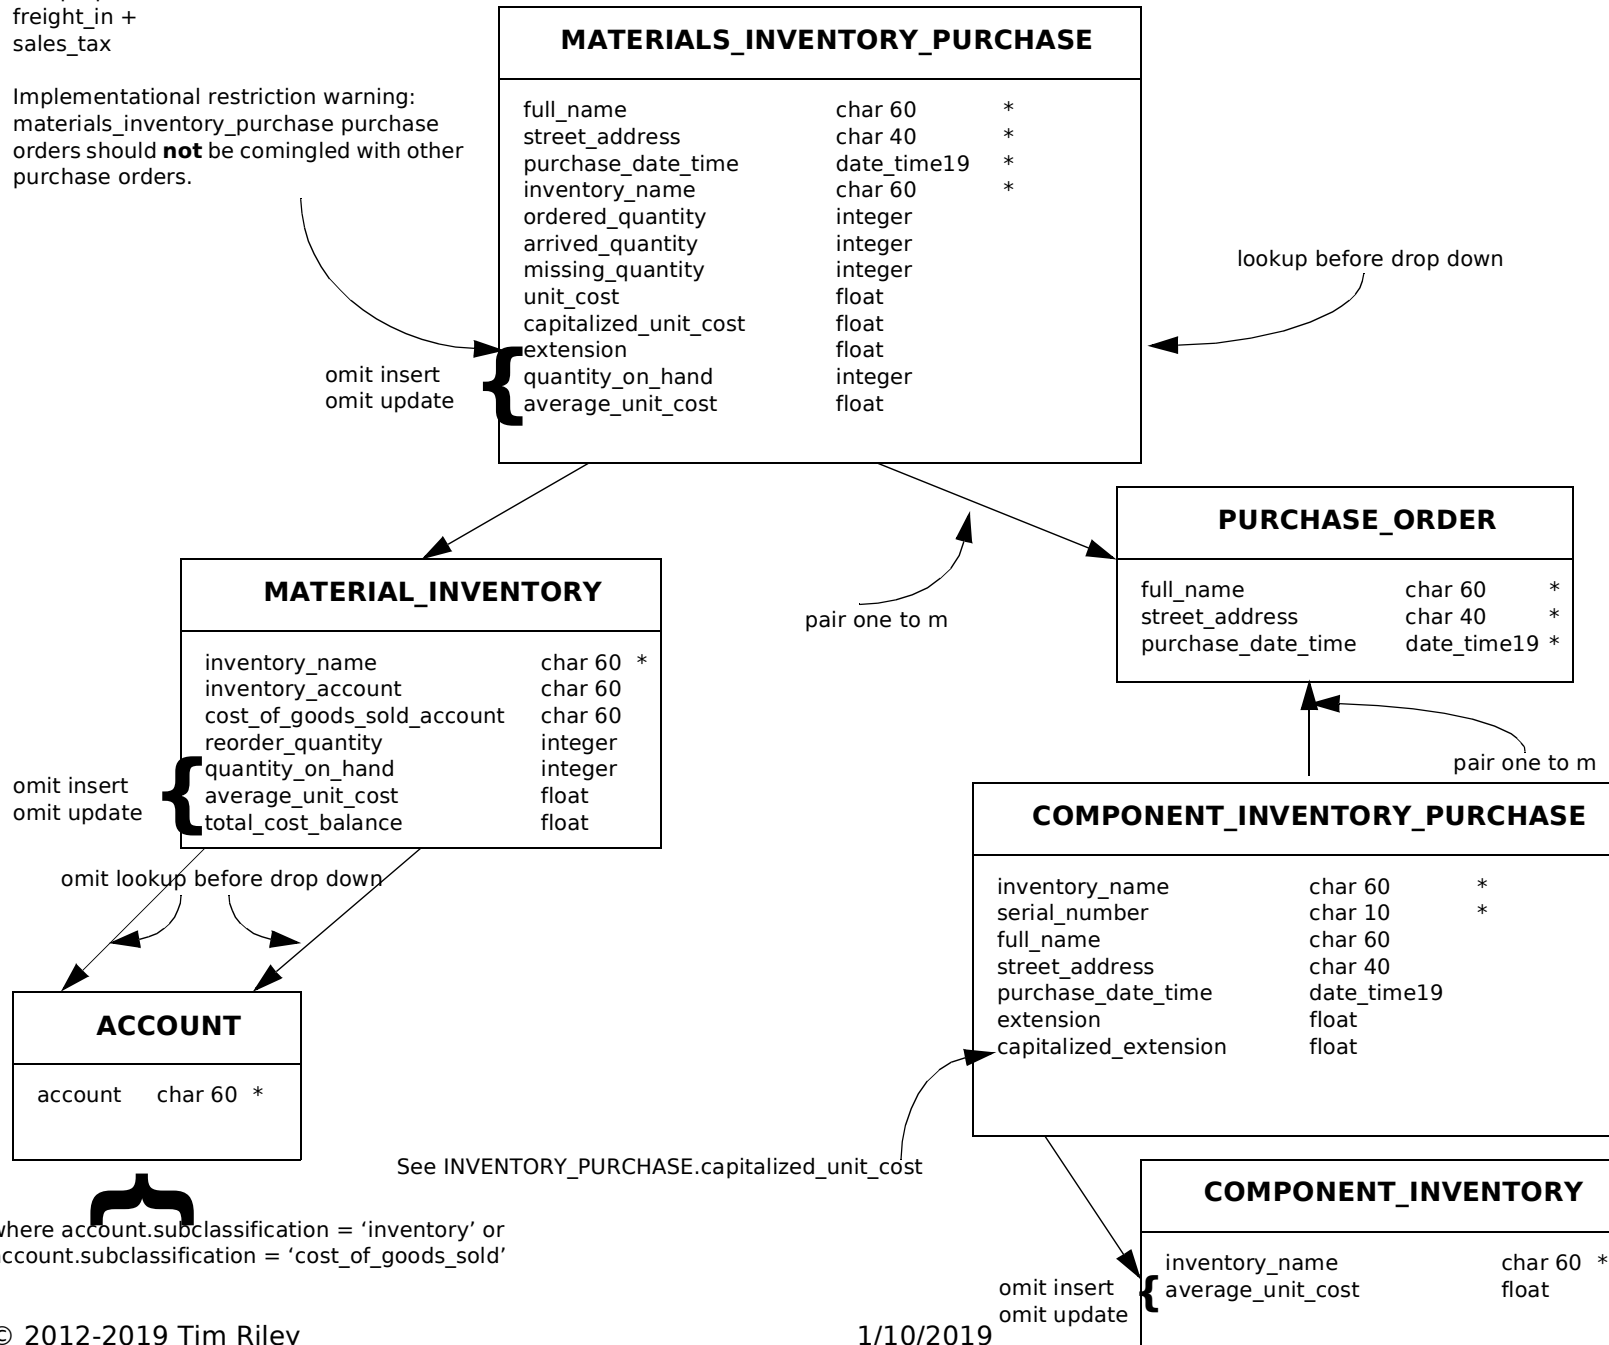 freight_in +
sales_tax
Implementational restriction warning:
materials_inventory_purchase purchase
orders should not be comingled with other
purchase orders.
MATERIALS_INVENTORY_PURCHASE
full_name char 60 *
street_address char 40 *
purchase_date_time date_time19 *
inventory_name char 60 *
ordered_quantity integer
arrived_quantity integer
missing_quantity integer
unit_cost float
capitalized_unit_cost float
extension float
quantity_on_hand integer
average_unit_cost float
omit insert
omit update
lookup before drop down
PURCHASE_ORDER
full_name char 60 *
street_address char 40 *
purchase_date_time date_time19 *
pair one to m
MATERIAL_INVENTORY
inventory_name char 60 *
inventory_account char 60
cost_of_goods_sold_account char 60
reorder_quantity integer
quantity_on_hand integer
average_unit_cost float
total_cost_balance float
omit insert
omit update
pair one to m
omit lookup before drop down
COMPONENT_INVENTORY_PURCHASE
inventory_name char 60 *
serial_number char 10 *
full_name char 60
street_address char 40
purchase_date_time date_time19
extension float
capitalized_extension float
ACCOUNT
account char 60 *
See INVENTORY_PURCHASE.capitalized_unit_cost
where account.subclassification = ‘inventory’ or
account.subclassification = ‘cost_of_goods_sold’
COMPONENT_INVENTORY
inventory_name char 60 *
average_unit_cost float
omit insert
omit update
© 2012-2019 Tim Riley
1/10/2019